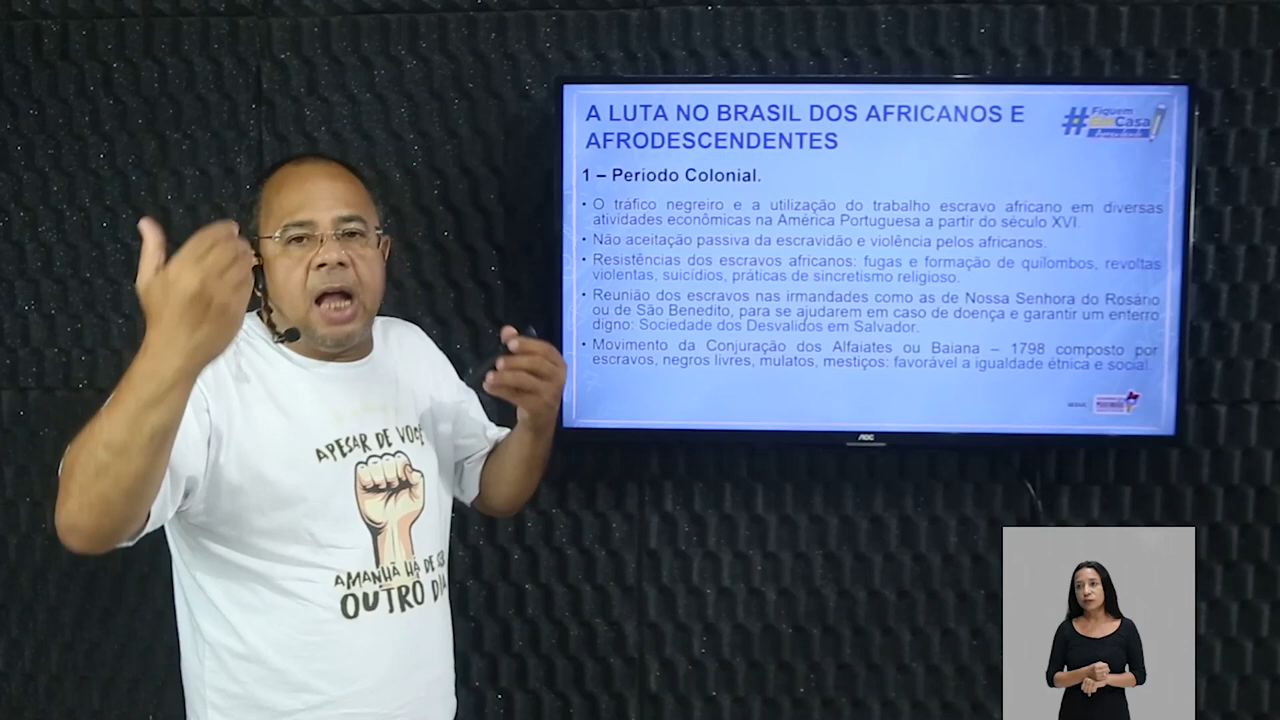 A LUTA NO BRASIL DOS AFRICANOS E
AFRODESCENDENTES
#Fiquem
em Casa
1 – Período Colonial.
• O tráfico negreiro e a utilização do trabalho escravo africano em diversas
atividades econômicas na América Portuguesa a partir do século XVI.
• Não aceitação passiva da escravidão e violência pelos africanos.
• Resistências dos escravos africanos: fugas e formação de quilombos, revoltas
violentas, suicídios, práticas de sincretismo religioso.
• Reunião dos escravos nas irmandades como as de Nossa Senhora do Rosário
ou de São Benedito, para se ajudarem em caso de doença e garantir um enterro
digno: Sociedade dos Desvalidos em Salvador.
• Movimento da Conjuração dos Alfaiates ou Baiana – 1798 composto por
escravos, negros livres, mulatos, mestiços: favorável a igualdade étnica e social.
SEDUC
AOC
APESAR DE VOCÊ
AMANHÃ HÁ DE SER
OUTRO DIA